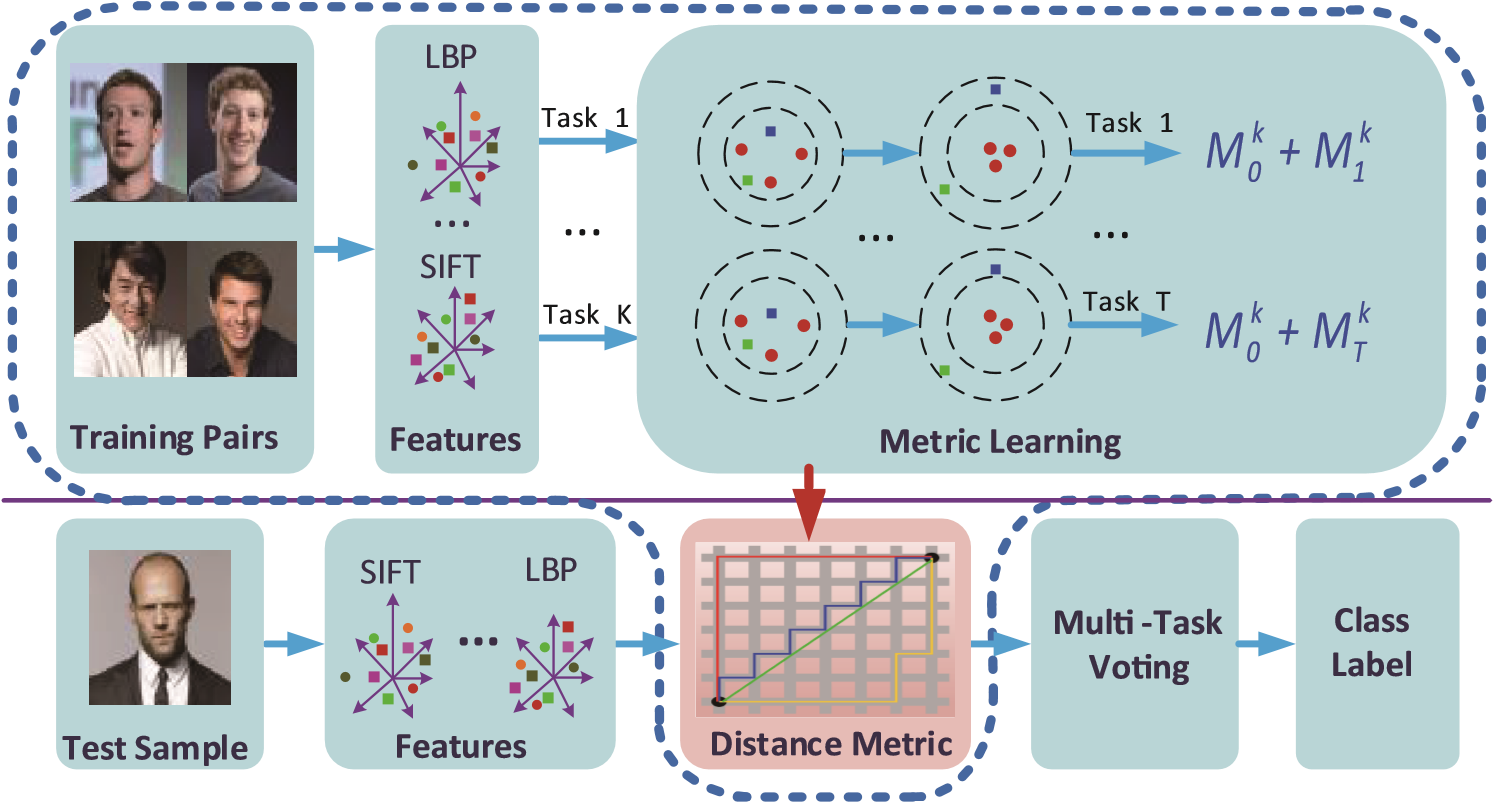 LBP
...
SIFT
Training Pairs
Features
Task 1
...
Task K
...
...
Task 1
Task T
M₀ᵏ + M₁ᵏ
M₀ᵏ + M_Tᵏ
Metric Learning
Test Sample
SIFT
...
LBP
Features
Distance Metric
Multi -Task
Voting
Class
Label